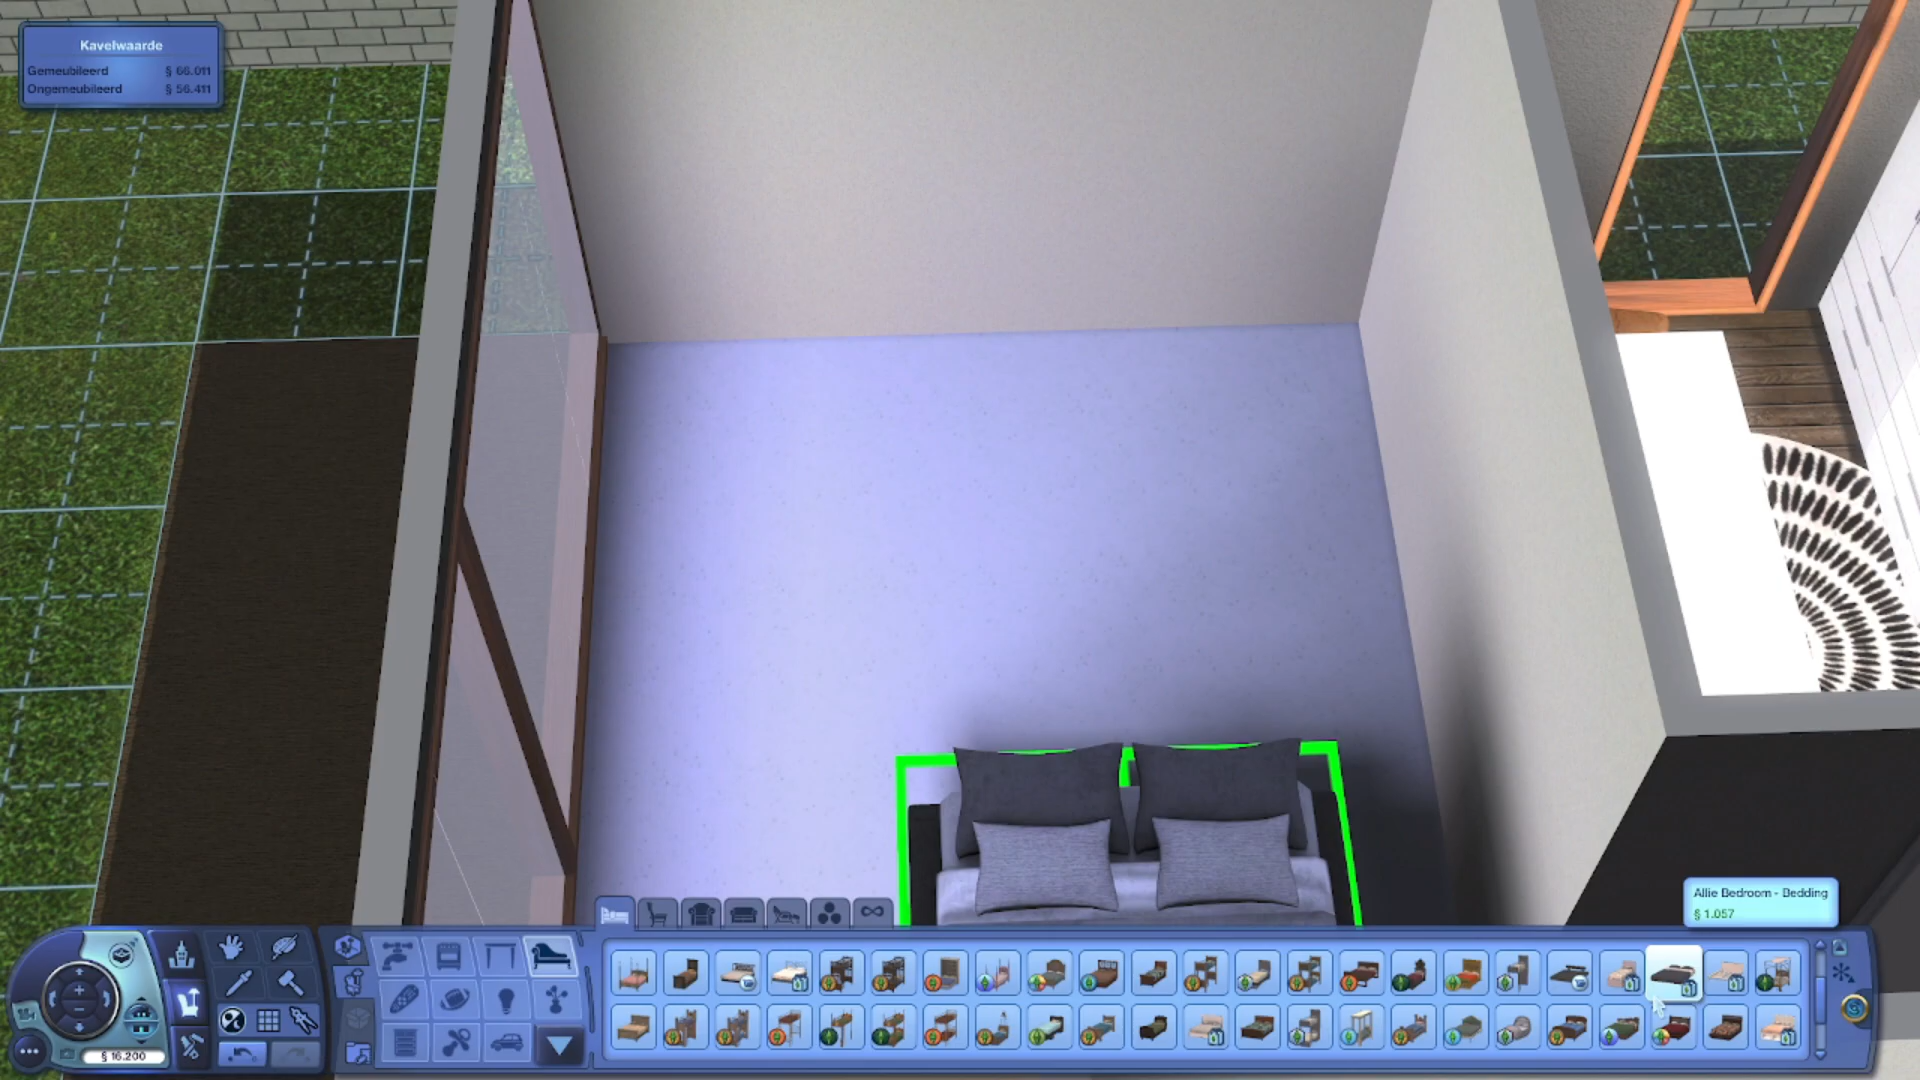 Kavelwaarde
Gemeubileerd § 66.011
Ongemeubileerd § 56.411
Allie Bedroom - Bedding
§ 1.057
§ 16.200